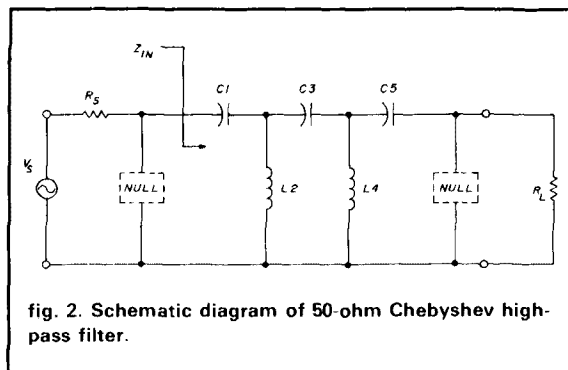 Z_IN
R_S
C1
C3
C5
V_S
NULL
L2
L4
NULL
R_L
fig. 2. Schematic diagram of 50-ohm Chebyshev high-
pass filter.